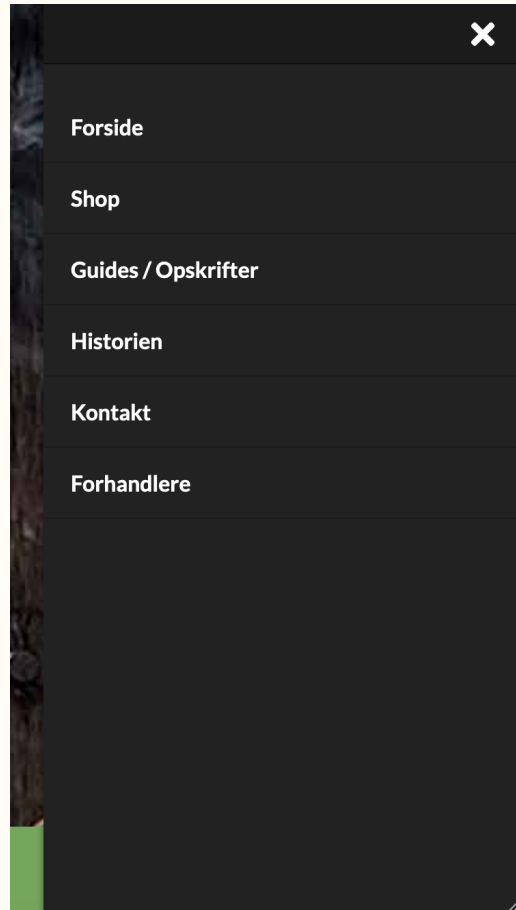 Forside
Shop
Guides / Opskrifter
Historien
Kontakt
Forhandlere